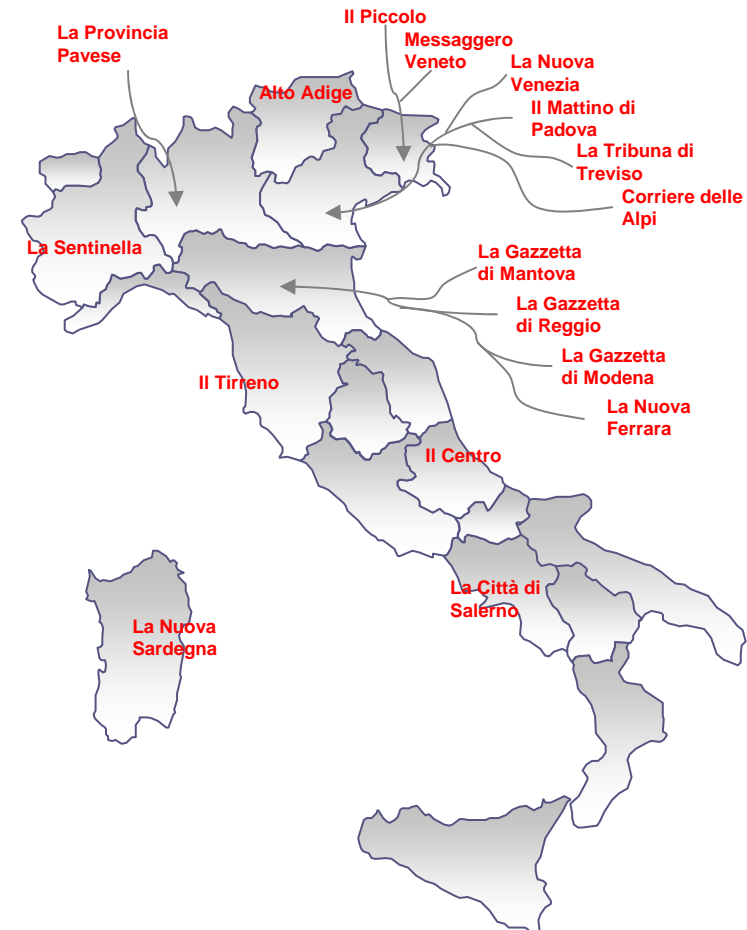 Il Piccolo
La Provincia
Pavese
Messaggero
Veneto
La Nuova
Venezia
Alto Adige
Il Mattino di
Padova
La Tribuna di
Treviso
Corriere delle
Alpi
La Sentinella
La Gazzetta
di Mantova
La Gazzetta
di Reggio
La Gazzetta
di Modena
Il Tirreno
La Nuova
Ferrara
Il Centro
La Città di
Salerno
La Nuova
Sardegna